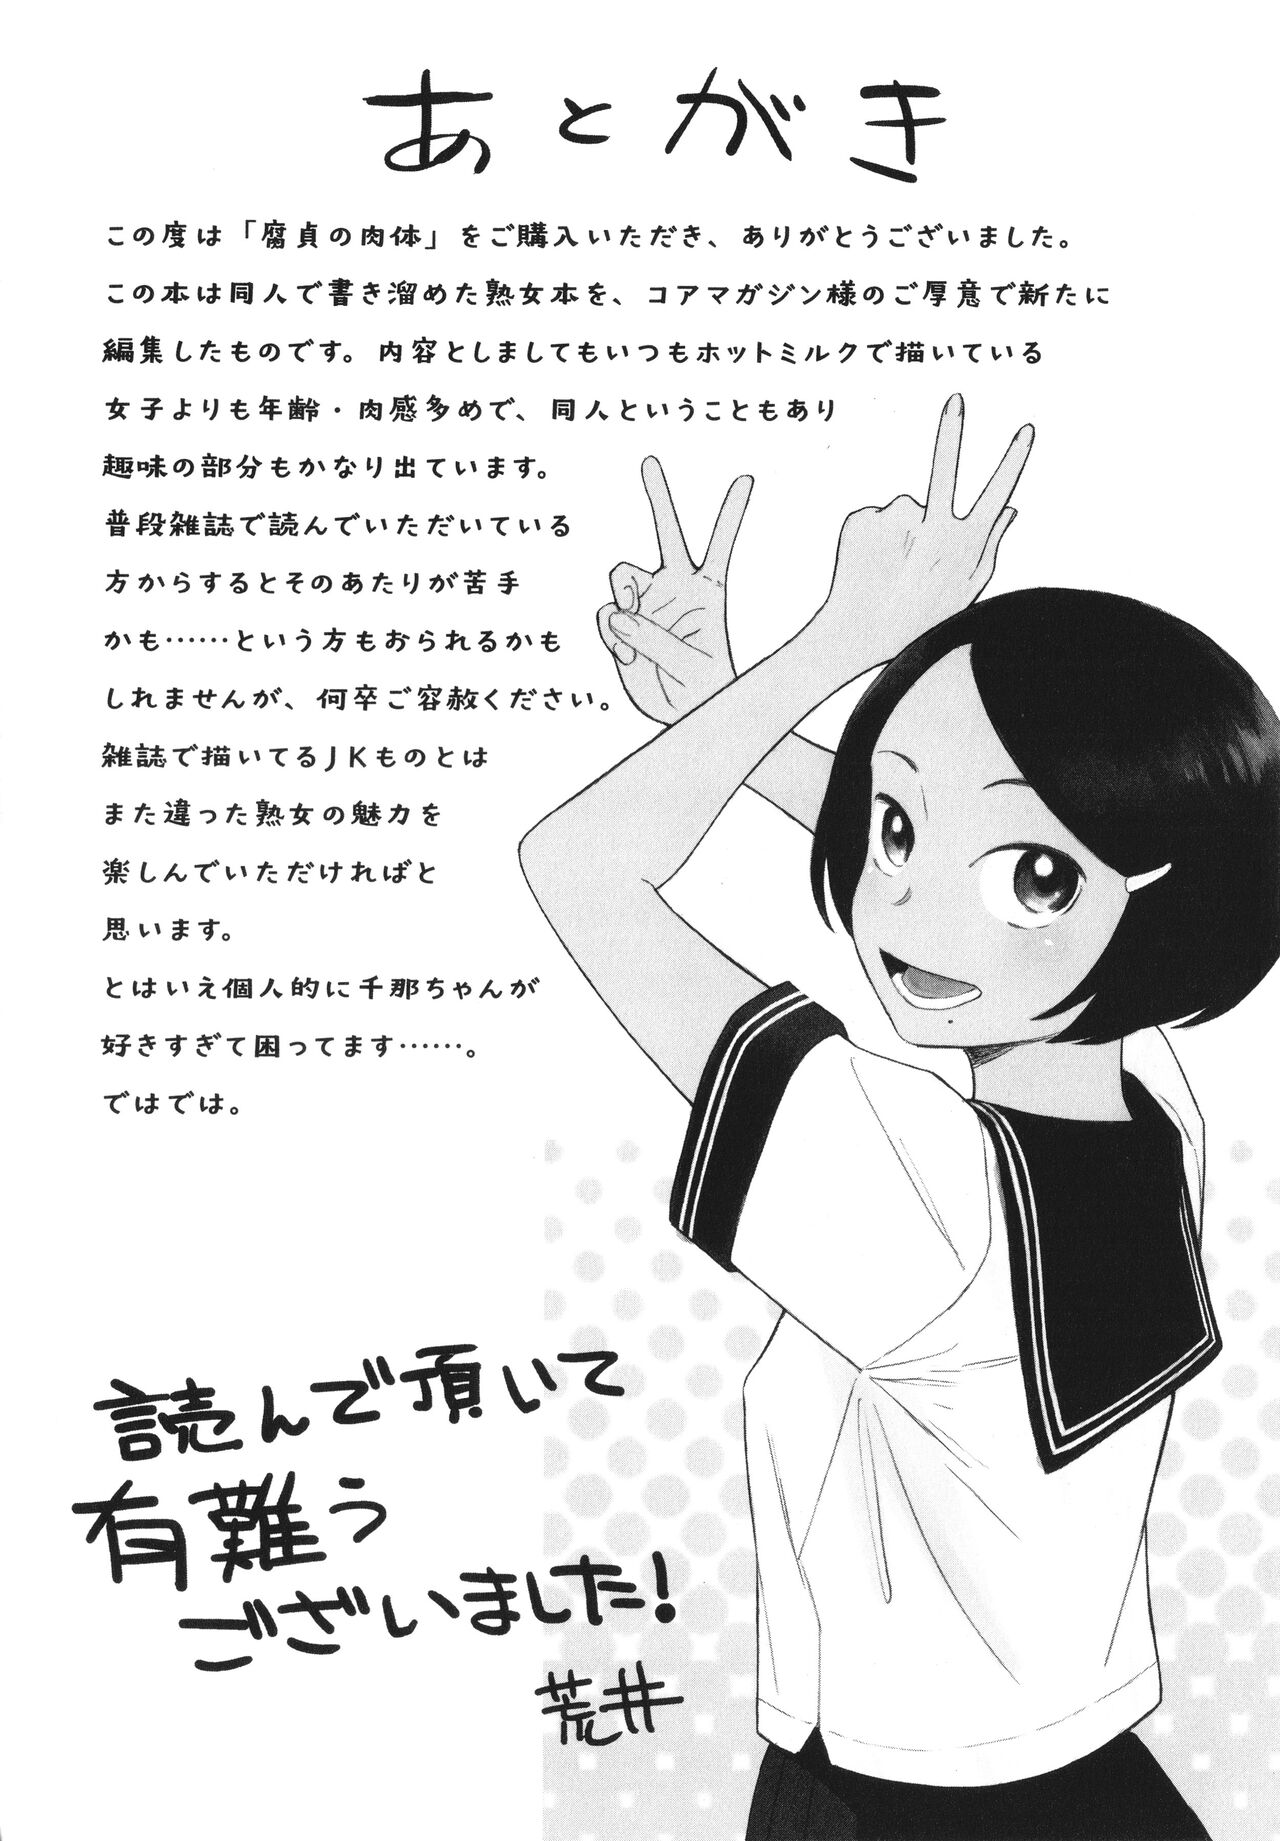 あとがき
この度は「腐貞の肉体」をご購入いただき、ありがとうございました。
この本は同人で書き溜めた熟女本を、コアマガジン様のご厚意で新たに
編集したものです。内容としましてもいつもホットミルクで描いている
女子よりも年齢・肉感多めで、同人ということもあり
趣味の部分もかなり出ています。
普段雑誌で読んでいただいている
方からするとそのあたりが苦手
かも……という方もおられるかも
しれませんが、何卒ご容赦ください。
雑誌で描いてるJKものとは
また違った熟女の魅力を
楽しんでいただければと
思います。
とはいえ個人的に千那ちゃんが
好きすぎて困ってます……。
ではでは。
読んで頂いて
有難う
ございました!
荒井